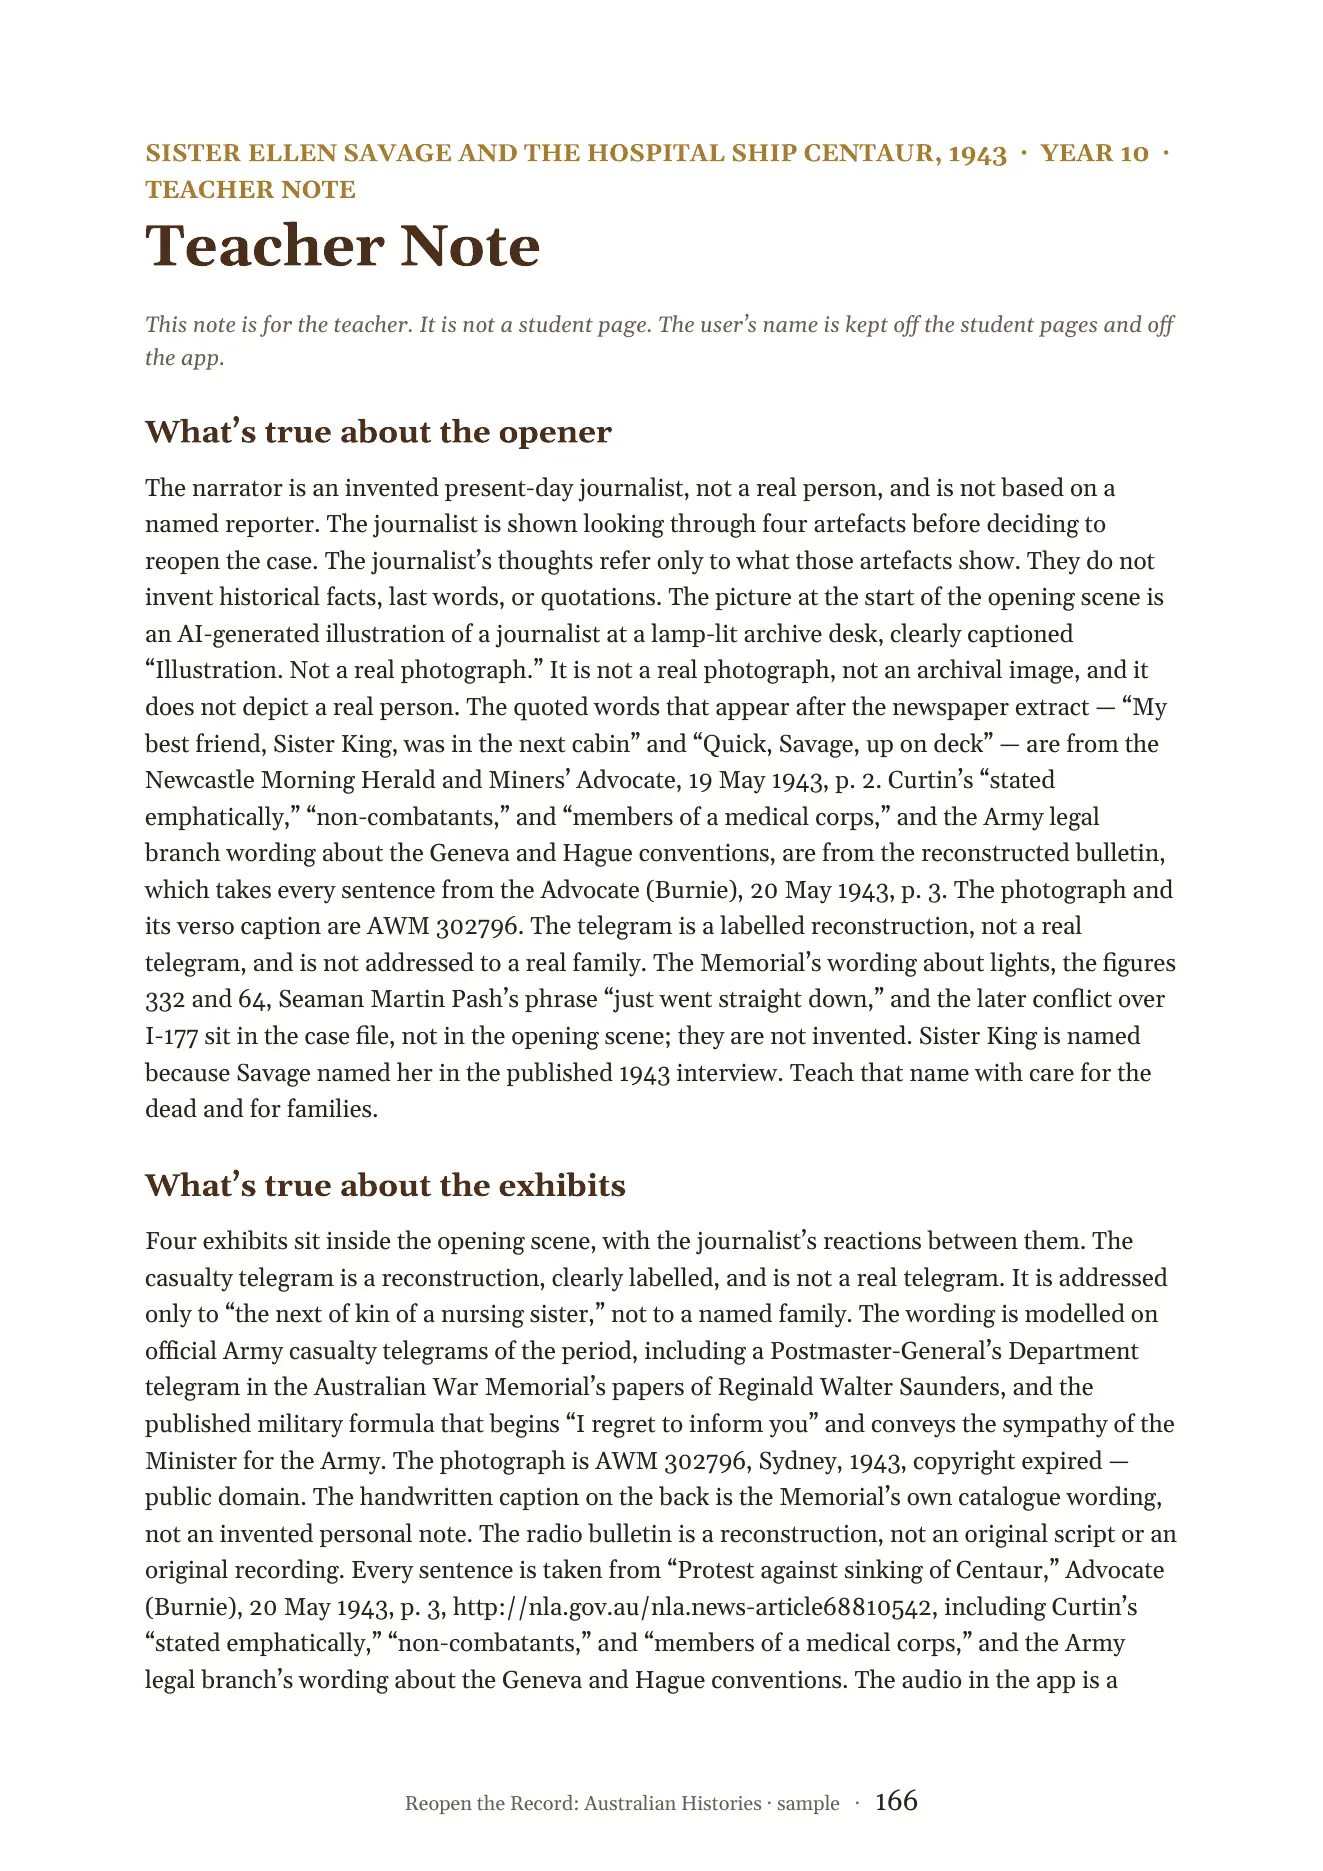 SISTER ELLEN SAVAGE AND THE HOSPITAL SHIP CENTAUR, 1943 · YEAR 10 ·
TEACHER NOTE
Teacher Note
This note is for the teacher. It is not a student page. The user’s name is kept off the student pages and off
the app.
What’s true about the opener
The narrator is an invented present-day journalist, not a real person, and is not based on a
named reporter. The journalist is shown looking through four artefacts before deciding to
reopen the case. The journalist’s thoughts refer only to what those artefacts show. They do not
invent historical facts, last words, or quotations. The picture at the start of the opening scene is
an AI-generated illustration of a journalist at a lamp-lit archive desk, clearly captioned
“Illustration. Not a real photograph.” It is not a real photograph, not an archival image, and it
does not depict a real person. The quoted words that appear after the newspaper extract — “My
best friend, Sister King, was in the next cabin” and “Quick, Savage, up on deck” — are from the
Newcastle Morning Herald and Miners’ Advocate, 19 May 1943, p. 2. Curtin’s “stated
emphatically,” “non-combatants,” and “members of a medical corps,” and the Army legal
branch wording about the Geneva and Hague conventions, are from the reconstructed bulletin,
which takes every sentence from the Advocate (Burnie), 20 May 1943, p. 3. The photograph and
its verso caption are AWM 302796. The telegram is a labelled reconstruction, not a real
telegram, and is not addressed to a real family. The Memorial’s wording about lights, the figures
332 and 64, Seaman Martin Pash’s phrase “just went straight down,” and the later conflict over
I-177 sit in the case file, not in the opening scene; they are not invented. Sister King is named
because Savage named her in the published 1943 interview. Teach that name with care for the
dead and for families.
What’s true about the exhibits
Four exhibits sit inside the opening scene, with the journalist’s reactions between them. The
casualty telegram is a reconstruction, clearly labelled, and is not a real telegram. It is addressed
only to “the next of kin of a nursing sister,” not to a named family. The wording is modelled on
official Army casualty telegrams of the period, including a Postmaster-General’s Department
telegram in the Australian War Memorial’s papers of Reginald Walter Saunders, and the
published military formula that begins “I regret to inform you” and conveys the sympathy of the
Minister for the Army. The photograph is AWM 302796, Sydney, 1943, copyright expired —
public domain. The handwritten caption on the back is the Memorial’s own catalogue wording,
not an invented personal note. The radio bulletin is a reconstruction, not an original script or an
original recording. Every sentence is taken from “Protest against sinking of Centaur,” Advocate
(Burnie), 20 May 1943, p. 3, http://nla.gov.au/nla.news-article68810542, including Curtin’s
“stated emphatically,” “non-combatants,” and “members of a medical corps,” and the Army
legal branch’s wording about the Geneva and Hague conventions. The audio in the app is a
Reopen the Record: Australian Histories · sample · 166